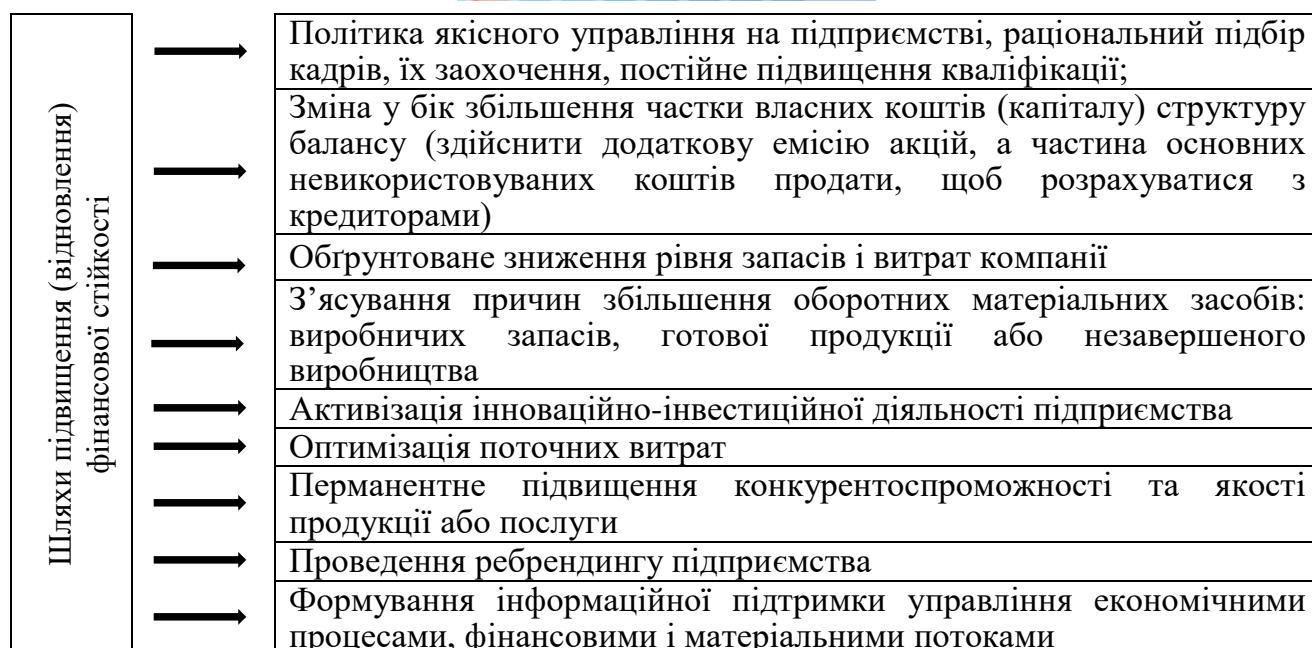 Шляхи підвищення (відновлення)
фінансової стійкості
Політика якісного управління на підприємстві, раціональний підбір
кадрів, їх заохочення, постійне підвищення кваліфікації;
Зміна у бік збільшення частки власних коштів (капіталу) структуру
балансу (здійснити додаткову емісію акцій, а частина основних
невикористовуваних коштів продати, щоб розрахуватися з
кредиторами)
Обґрунтоване зниження рівня запасів і витрат компанії
З’ясування причин збільшення оборотних матеріальних засобів:
виробничих запасів, готової продукції або незавершеного
виробництва
Активізація інноваційно-інвестиційної діяльності підприємства
Оптимізація поточних витрат
Перманентне підвищення конкурентоспроможності та якості
продукції або послуги
Проведення ребрендингу підприємства
Формування інформаційної підтримки управління економічними
процесами, фінансовими і матеріальними потоками